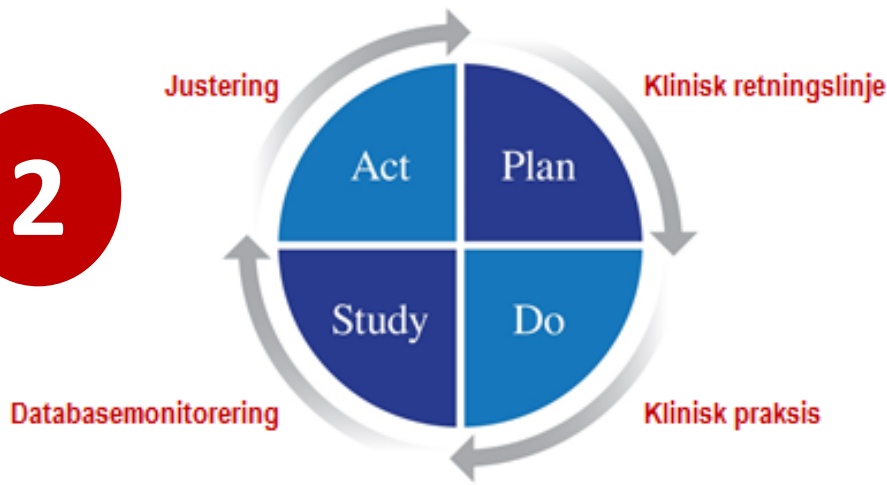 Justering
Klinisk retningslinje
2
Act
Plan
Study
Do
Databasemonitorering
Klinisk praksis